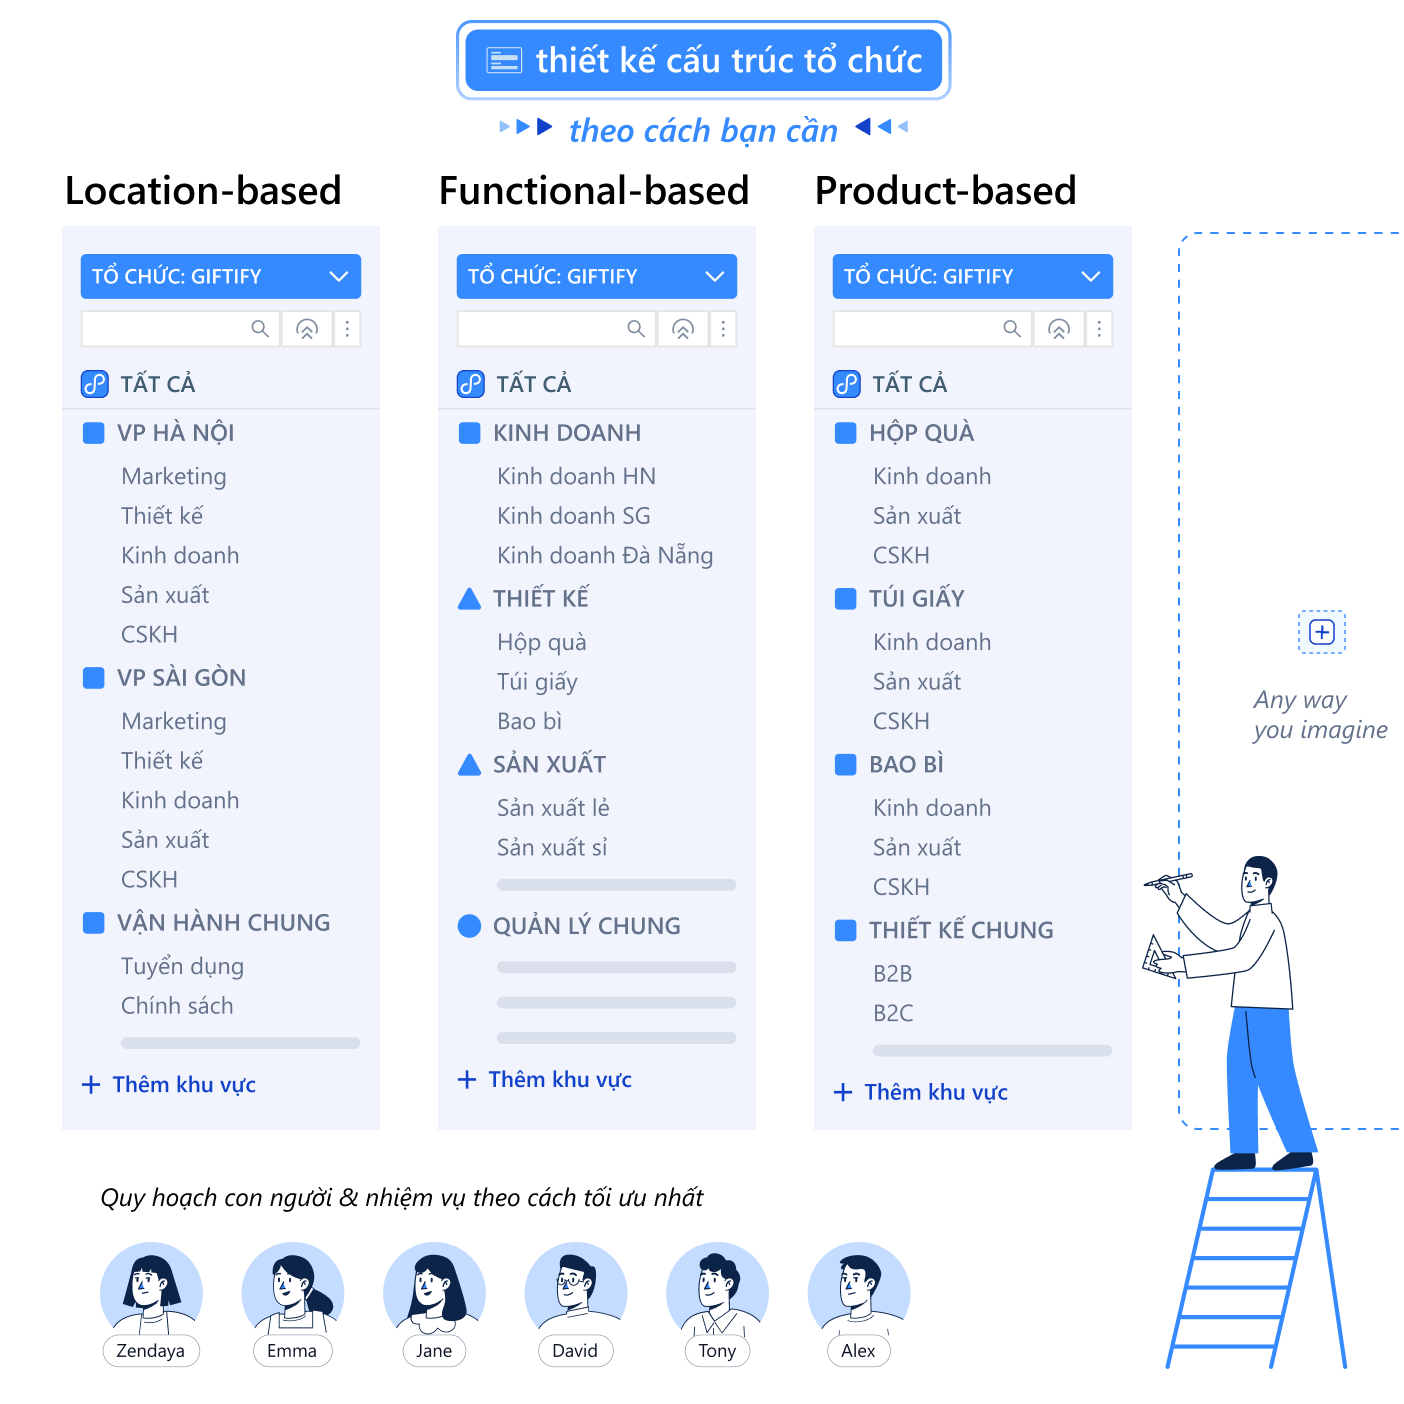 thiết kế cấu trúc tổ chức
theo cách bạn cần
Location-based
TỔ CHỨC: GIFTIFY
TẤT CẢ
VP HÀ NỘI
Marketing
Thiết kế
Kinh doanh
Sản xuất
CSKH
VP SÀI GÒN
Marketing
Thiết kế
Kinh doanh
Sản xuất
CSKH
VẬN HÀNH CHUNG
Tuyển dụng
Chính sách
Thêm khu vực
Functional-based
TỔ CHỨC: GIFTIFY
TẤT CẢ
KINH DOANH
Kinh doanh HN
Kinh doanh SG
Kinh doanh Đà Nẵng
THIẾT KẾ
Hộp quà
Túi giấy
Bao bì
SẢN XUẤT
Sản xuất lẻ
Sản xuất sỉ
QUẢN LÝ CHUNG
Thêm khu vực
Product-based
TỔ CHỨC: GIFTIFY
TẤT CẢ
HỘP QUÀ
Kinh doanh
Sản xuất
CSKH
TÚI GIẤY
Kinh doanh
Sản xuất
CSKH
BAO BÌ
Kinh doanh
Sản xuất
CSKH
THIẾT KẾ CHUNG
B2B
B2C
Thêm khu vực
Any way
you imagine
Quy hoạch con người & nhiệm vụ theo cách tối ưu nhất
Zendaya
Emma
Jane
David
Tony
Alex